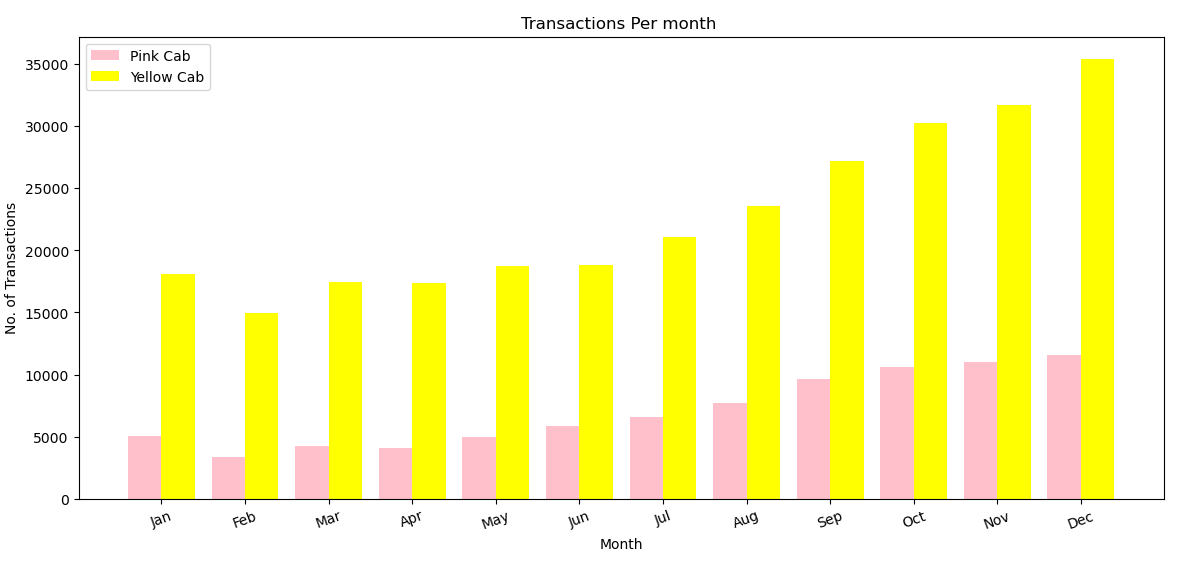 Transactions Per month
Pink Cab
Yellow Cab
No. of Transactions
35000
30000
25000
20000
15000
10000
5000
0
Jan Feb Mar Apr May Jun Jul Aug Sep Oct Nov Dec
Month